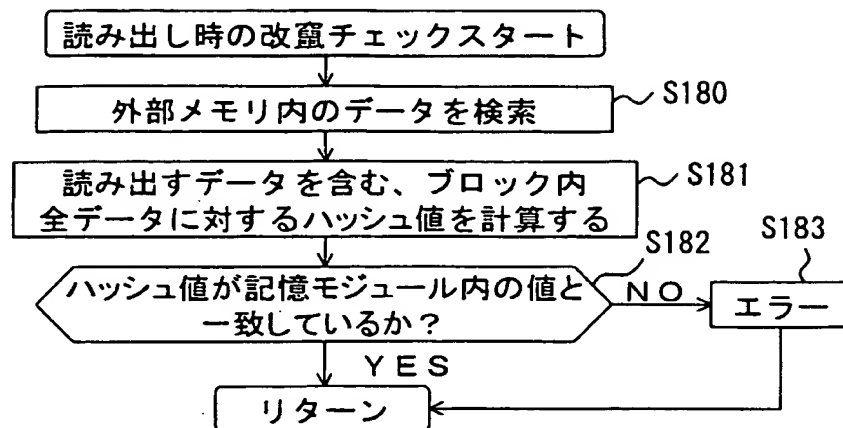 読み出し時の改竄チェックスタート
外部メモリ内のデータを検索
S180
読み出すデータを含む、ブロック内
全データに対するハッシュ値を計算する
S181
ハッシュ値が記憶モジュール内の値と
一致しているか?
S182
NO
S183
エラー
YES
リターン